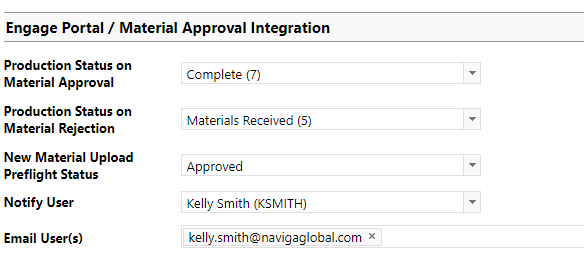 Engage Portal / Material Approval Integration
Production Status on
Material Approval
Complete (7)
Production Status on
Material Rejection
Materials Received (5)
New Material Upload
Preflight Status
Approved
Notify User
Kelly Smith (KSMITH)
Email User(s)
kelly.smith@navigaglobal.com ×